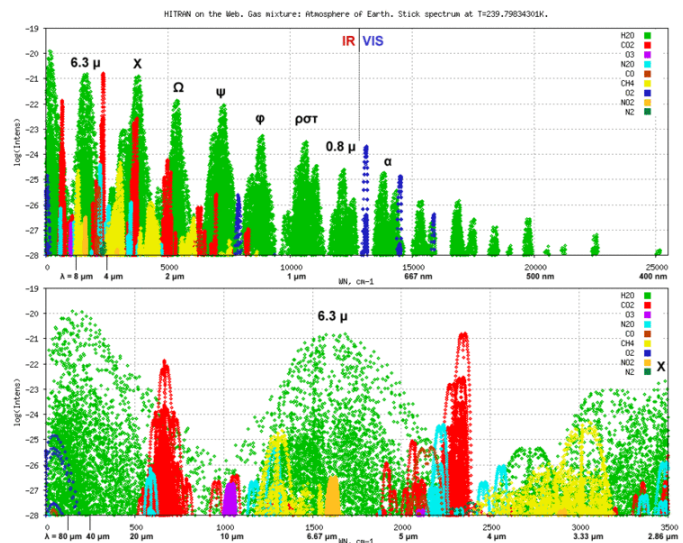 HITRAN on the Web. Gas mixture: Atmosphere of Earth. Stick spectrum at T=239.79834301K.
-19
-20
-21
-22
-23
-24
-25
-26
-27
-28
log(Intens)
IR VIS
6.3 μ
X
Ω
ψ
φ
ρστ
0.8 μ
α
H2O
CO2
O3
N2O
CO
CH4
O2
NO2
N2
0 5000 10000 15000 20000 25000
λ = 8 μm 4 μm 2 μm 1 μm WN, cm-1 667 nm 500 nm 400 nm
-19
-20
-21
-22
-23
-24
-25
-26
-27
-28
log(Intens)
6.3 μ
X
H2O
CO2
O3
N2O
CO
CH4
O2
NO2
N2
0 500 1000 1500 2000 2500 3000 3500
λ = 80 μm 40 μm 20 μm 10 μm 6.67 μm WN, cm-1 5 μm 4 μm 3.33 μm 2.86 μm